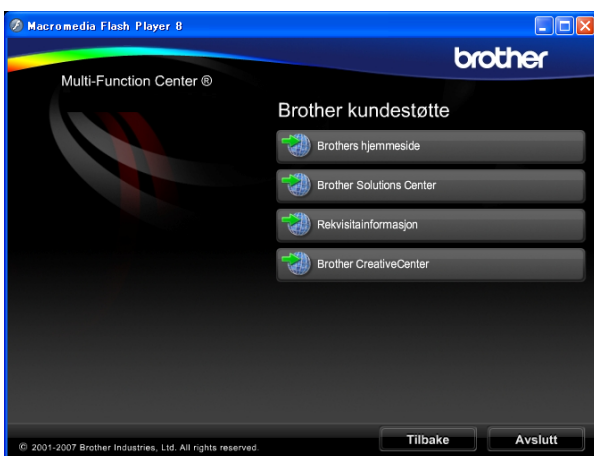 Macromedia Flash Player 8
brother
Multi-Function Center ®
Brother kundestøtte
Brothers hjemmeside
Brother Solutions Center
Rekvisitainformasjon
Brother CreativeCenter
© 2001-2007 Brother Industries, Ltd. All rights reserved.
Tilbake
Avslutt